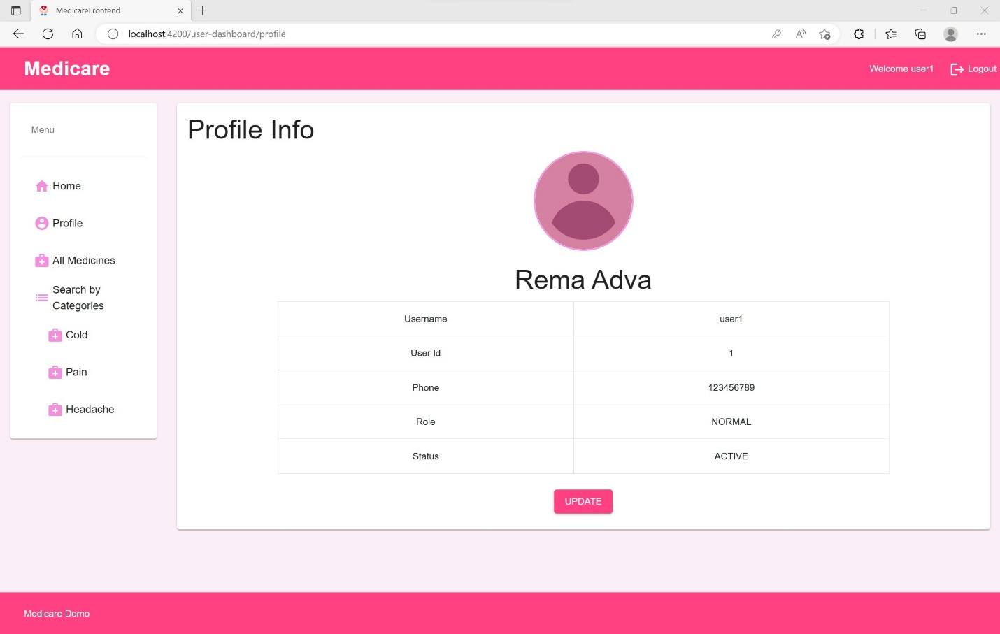 MedicareFrontend
localhost:4200/user-dashboard/profile
Medicare
Welcome user1
Logout
Menu
Home
Profile
All Medicines
Search by
Categories
Cold
Pain
Headache
Profile Info
Rema Adva
Username user1
User Id 1
Phone 123456789
Role NORMAL
Status ACTIVE
UPDATE
Medicare Demo